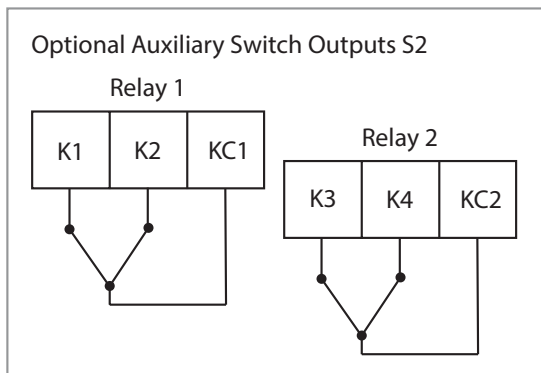 Optional Auxiliary Switch Outputs S2
Relay 1
K1 K2 KC1
Relay 2
K3 K4 KC2